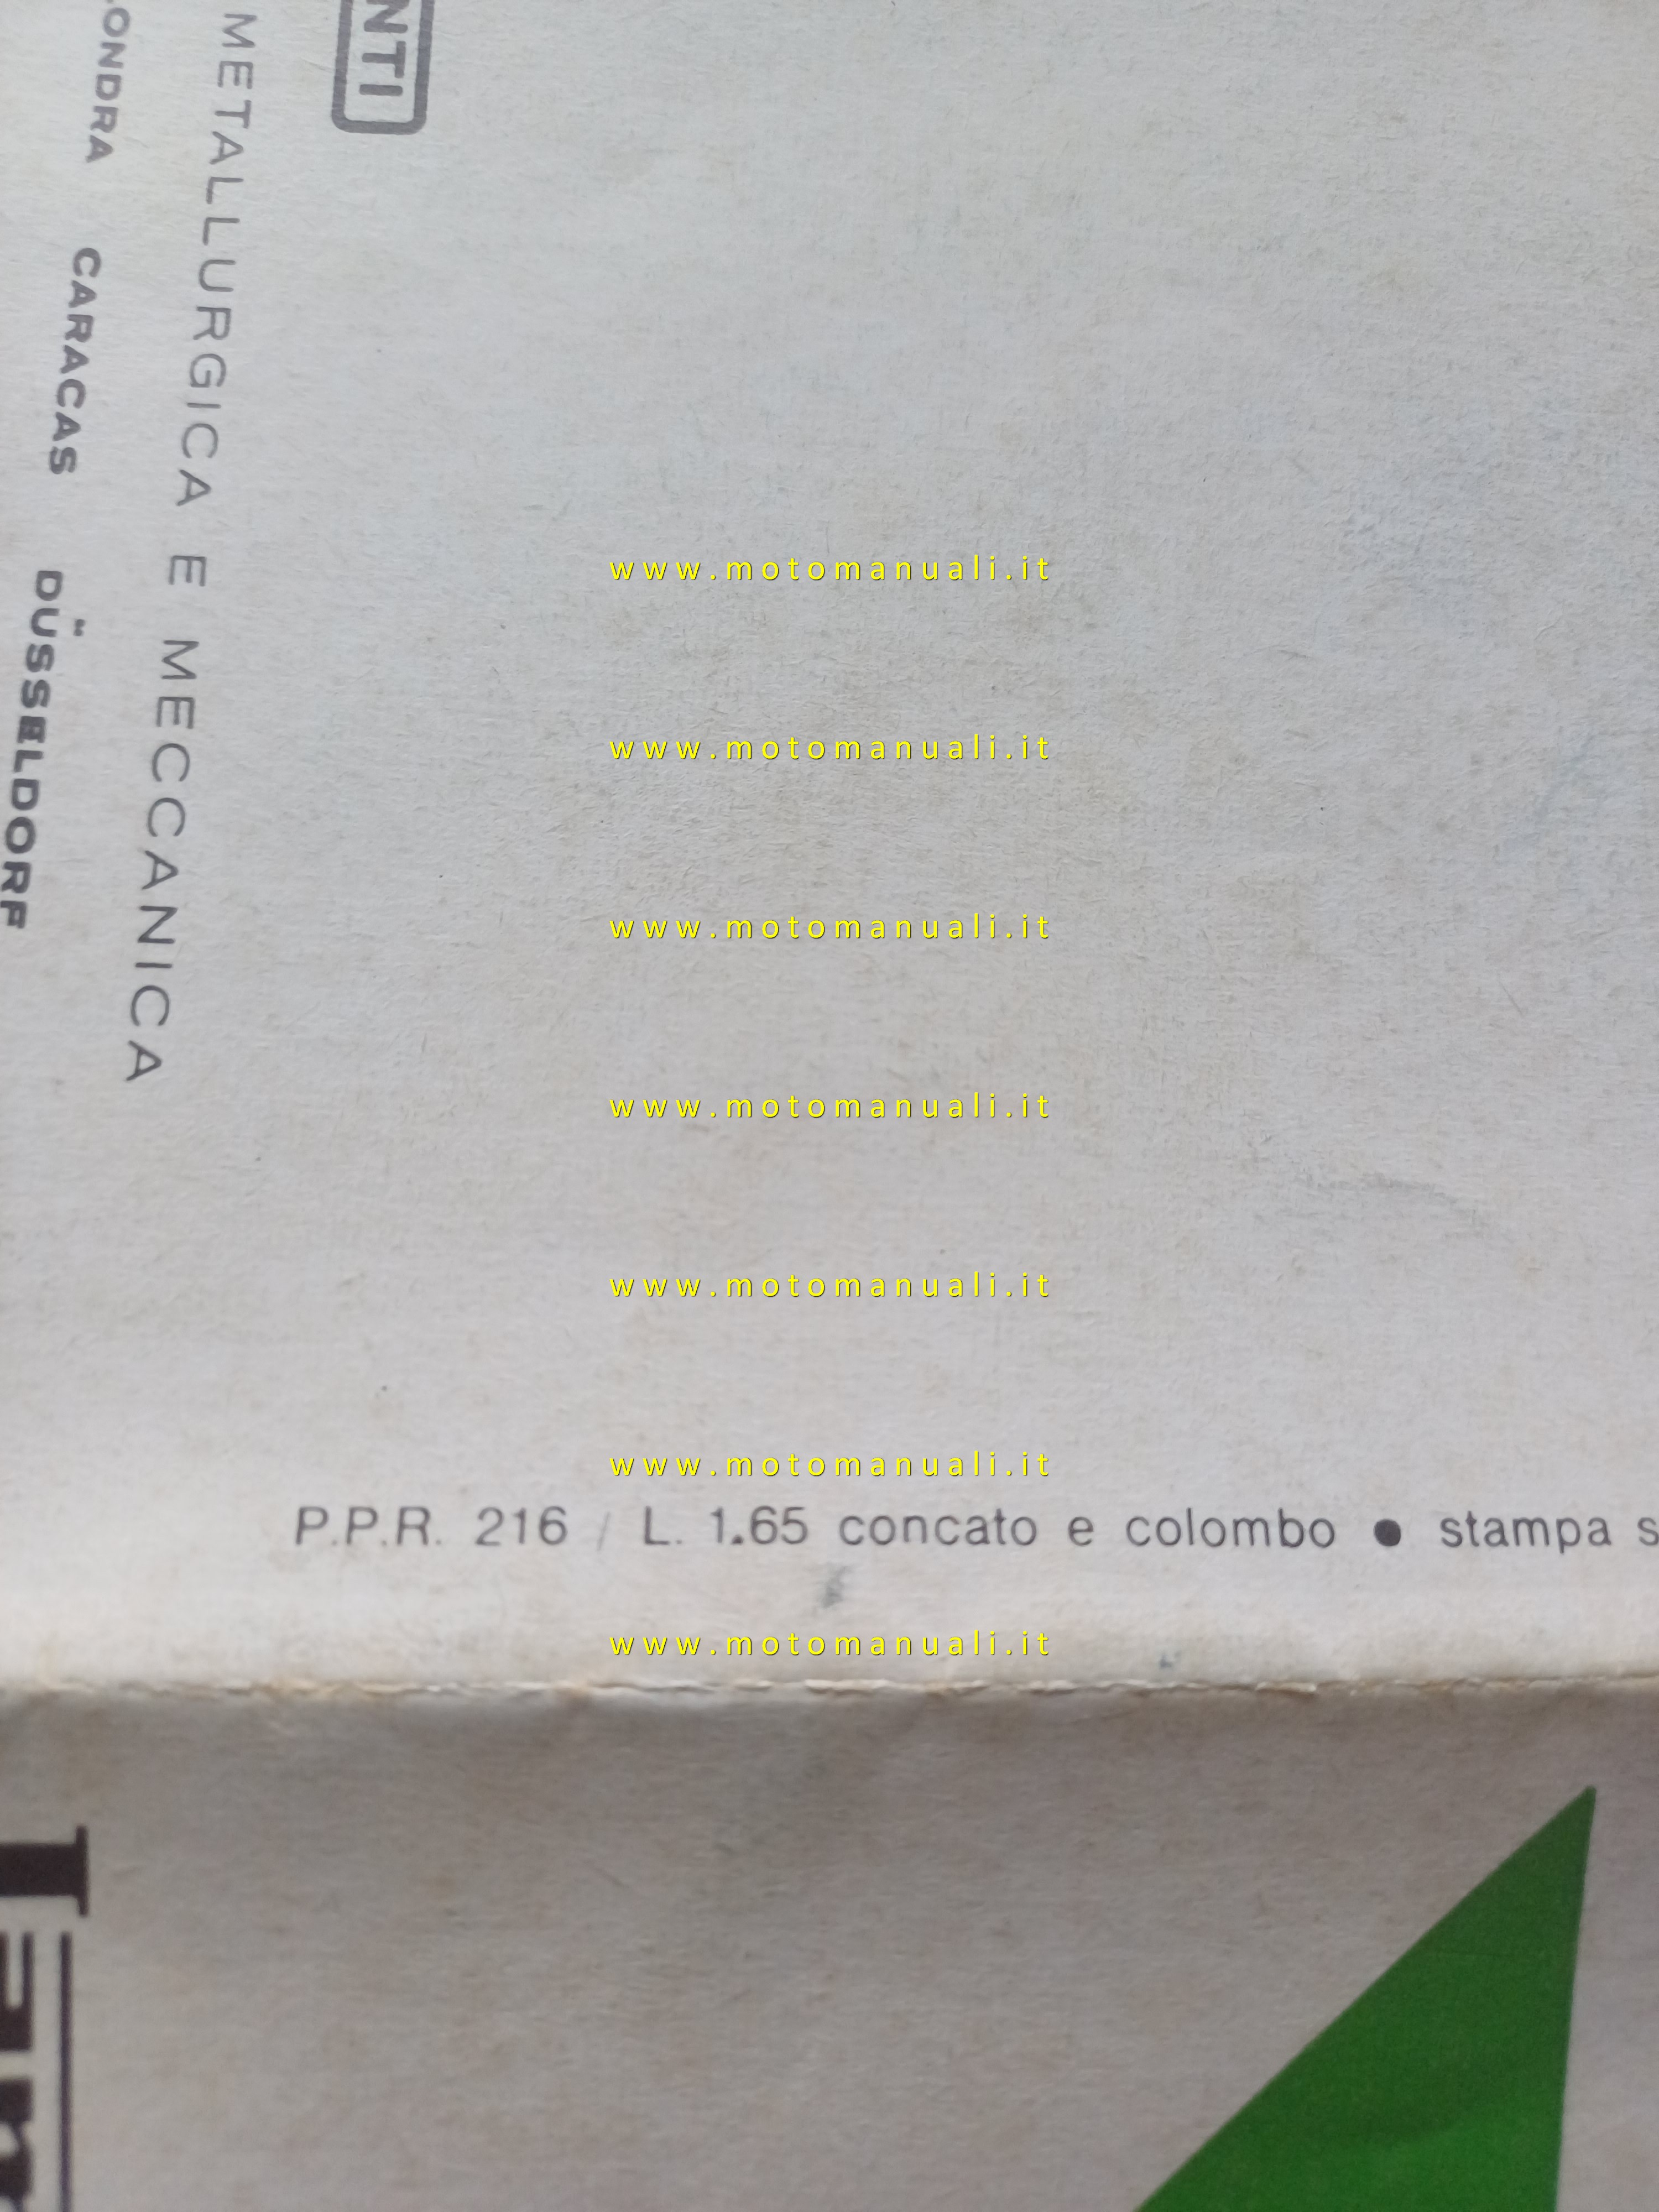 NTI
METALLURGICA E MECCANICA
ONDRA CARACAS DÜSSELDORF
www.motomanuali.it
www.motomanuali.it
www.motomanuali.it
www.motomanuali.it
www.motomanuali.it
www.motomanuali.it
P.P.R. 216 / L. 1.65 concato e colombo ● stampa s
www.motomanuali.it